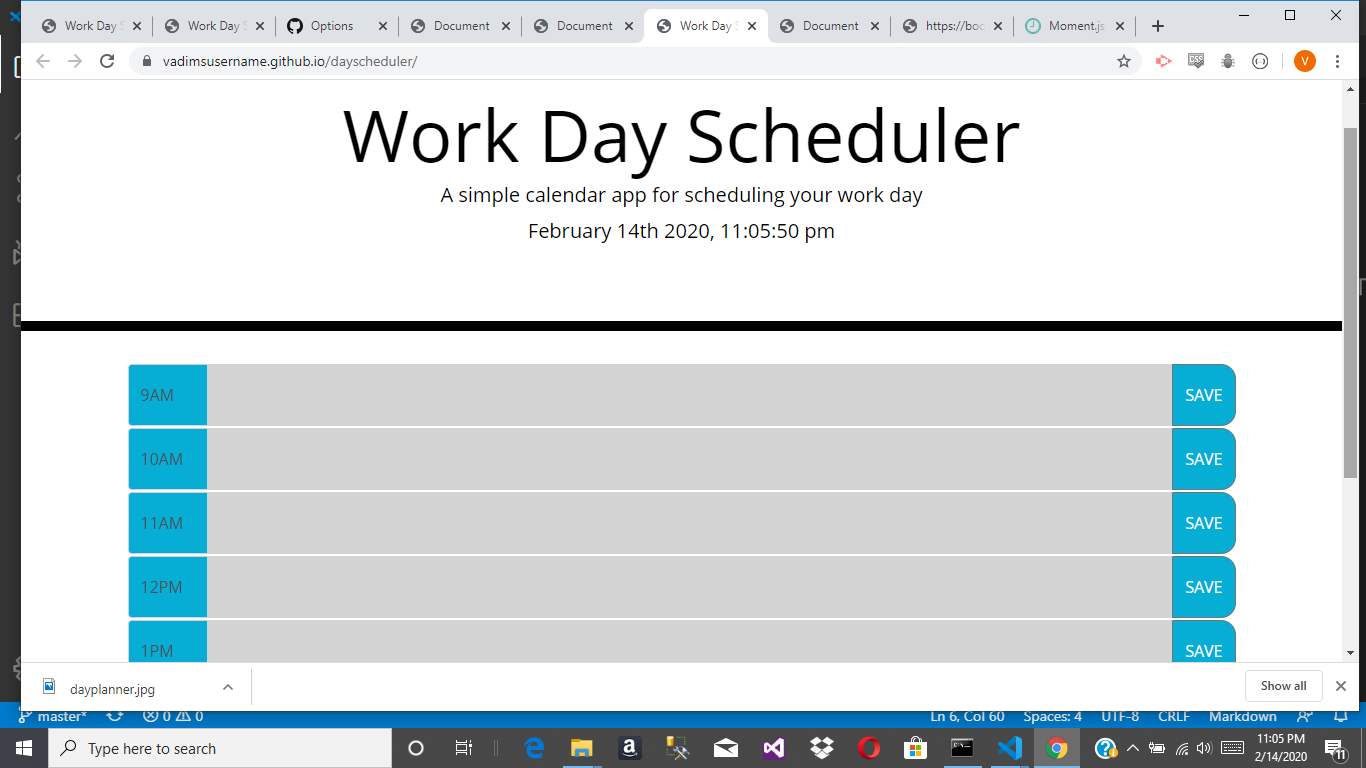 Work Day S Work Day S Options Document Document Work Day S Document https://boo Moment.js
vadimsusername.github.io/dayscheduler/
CSS
V
Work Day Scheduler
A simple calendar app for scheduling your work day
February 14th 2020, 11:05:50 pm
9AM SAVE
10AM SAVE
11AM SAVE
12PM SAVE
1PM SAVE
dayplanner.jpg Show all
master* 0 0 Ln 6, Col 60 Spaces: 4 UTF-8 CRLF Markdown
Type here to search
11:05 PM
2/14/2020
11